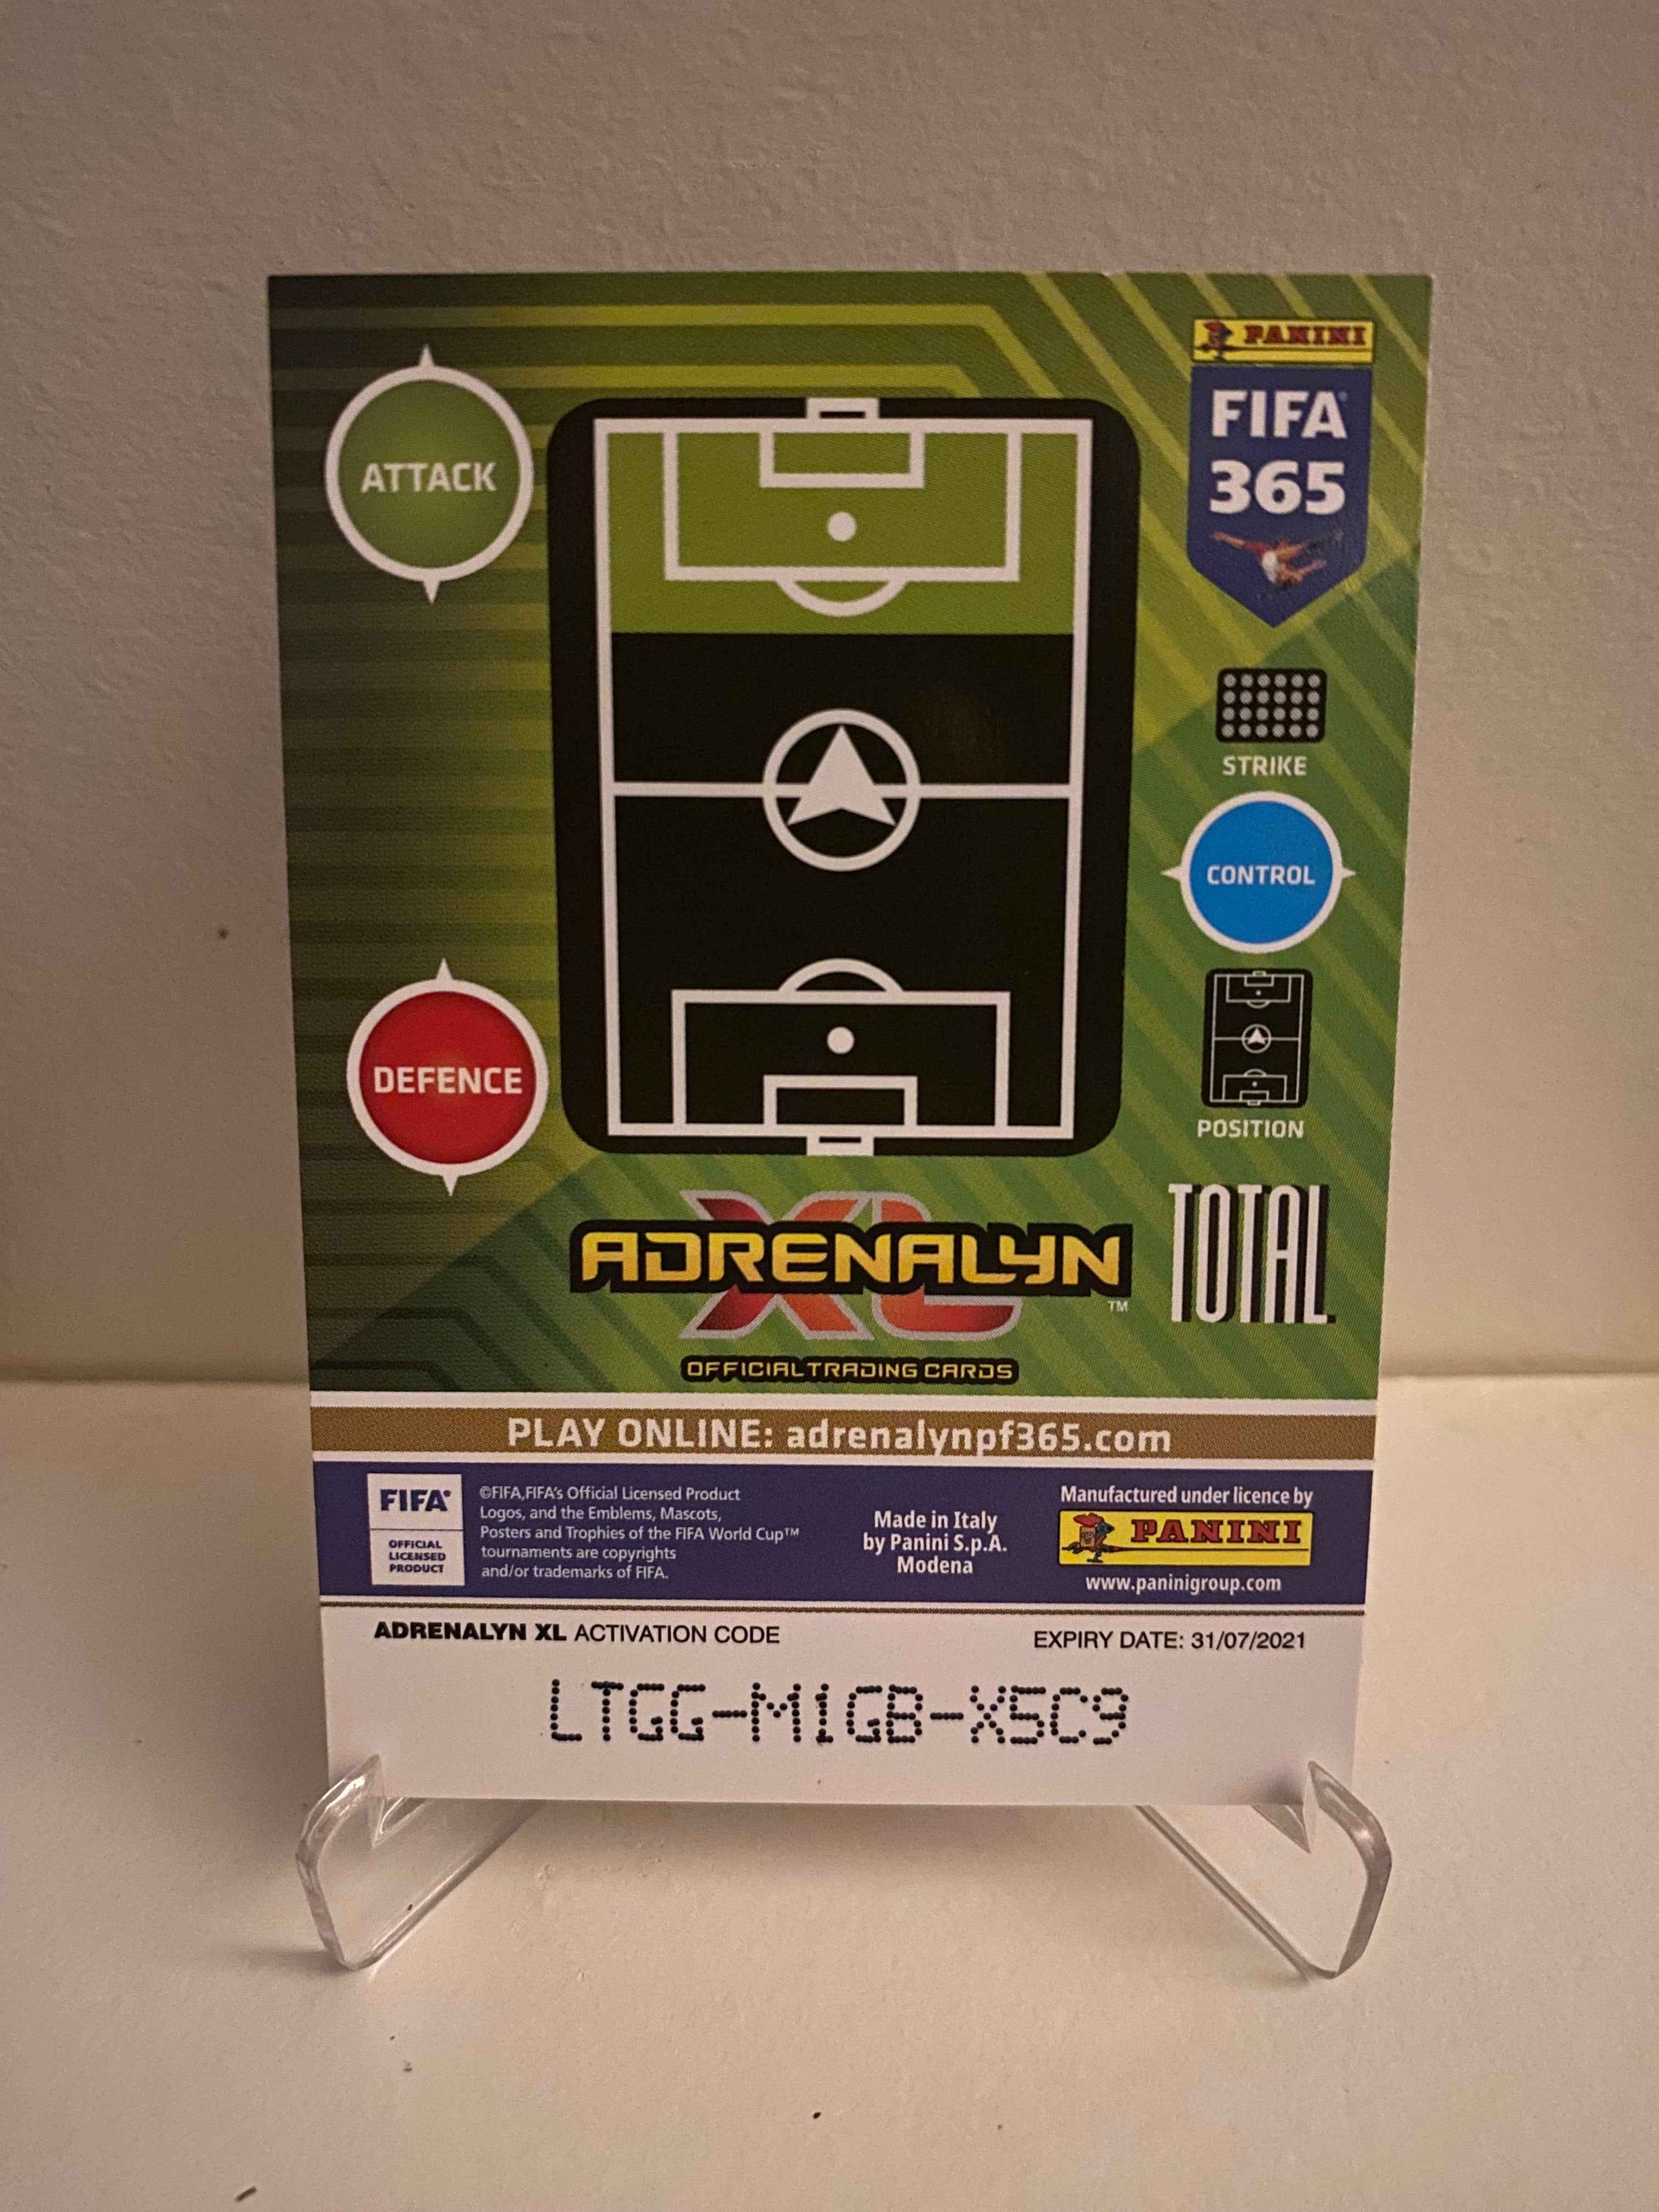 PANINI
FIFA
365
ATTACK
STRIKE
CONTROL
DEFENCE
POSITION
TOTAL
ADRENALYN
XL
™
OFFICIAL TRADING CARDS
PLAY ONLINE: adrenalynpf365.com
FIFA®
OFFICIAL
LICENSED
PRODUCT
©FIFA,FIFA's Official Licensed Product
Logos, and the Emblems, Mascots,
Posters and Trophies of the FIFA World Cup™
tournaments are copyrights
and/or trademarks of FIFA.
Made in Italy
by Panini S.p.A.
Modena
Manufactured under licence by
PANINI
www.paninigroup.com
ADRENALYN XL ACTIVATION CODE
EXPIRY DATE: 31/07/2021
LTGG-M1GB-X5C9